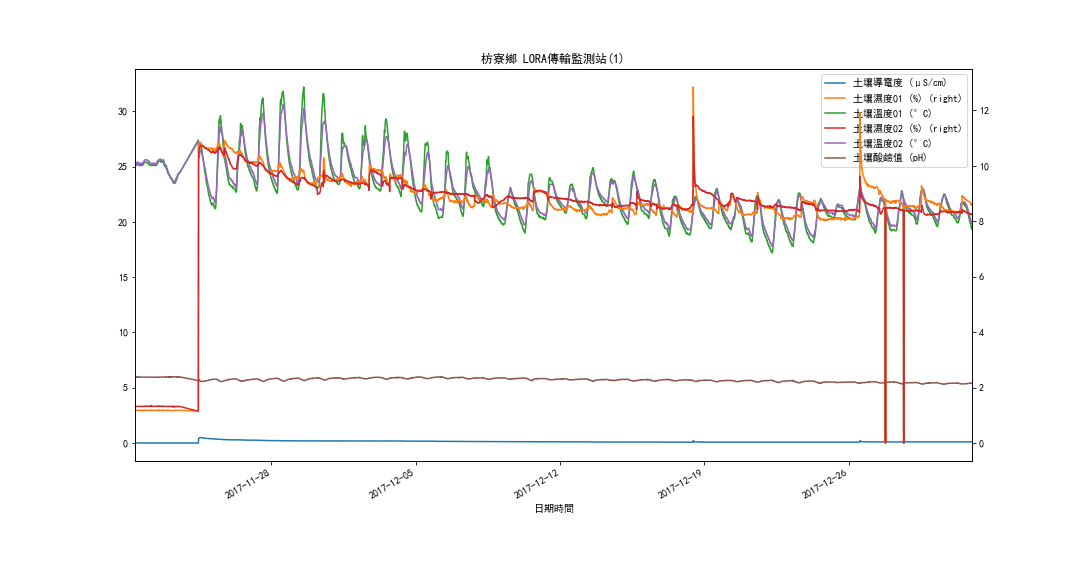 枋寮鄉 LORA傳輸監測站(1)
土壤導電度 (μS/cm)
土壤濕度01 (%) (right)
土壤溫度01 (°C)
土壤濕度02 (%) (right)
土壤溫度02 (°C)
土壤酸鹼值 (pH)
30
25
20
15
10
5
0
12
10
8
6
4
2
0
2017-11-28
2017-12-05
2017-12-12
2017-12-19
2017-12-26
日期時間